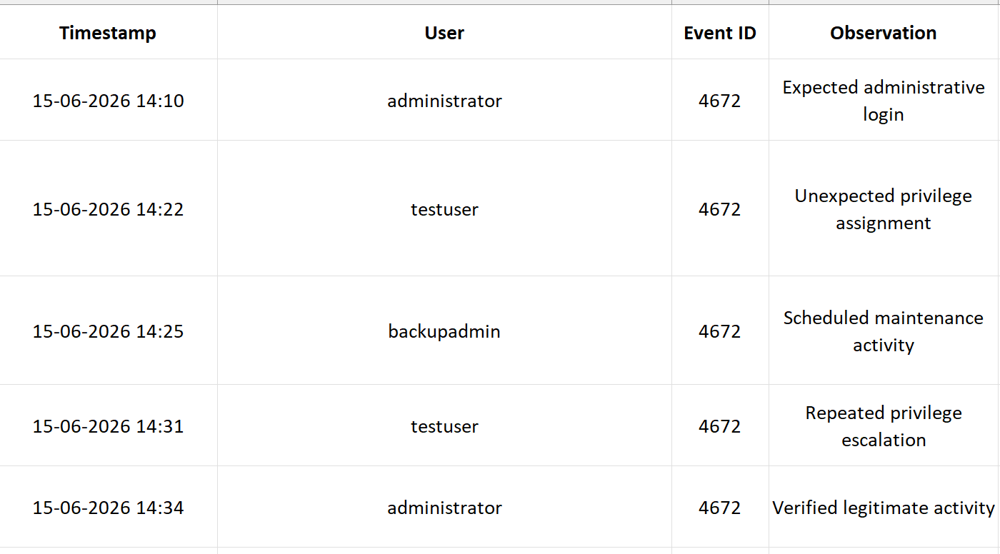 Timestamp User Event ID Observation
15-06-2026 14:10 administrator 4672 Expected administrative
login
15-06-2026 14:22 testuser 4672 Unexpected privilege
assignment
15-06-2026 14:25 backupadmin 4672 Scheduled maintenance
activity
15-06-2026 14:31 testuser 4672 Repeated privilege
escalation
15-06-2026 14:34 administrator 4672 Verified legitimate activity